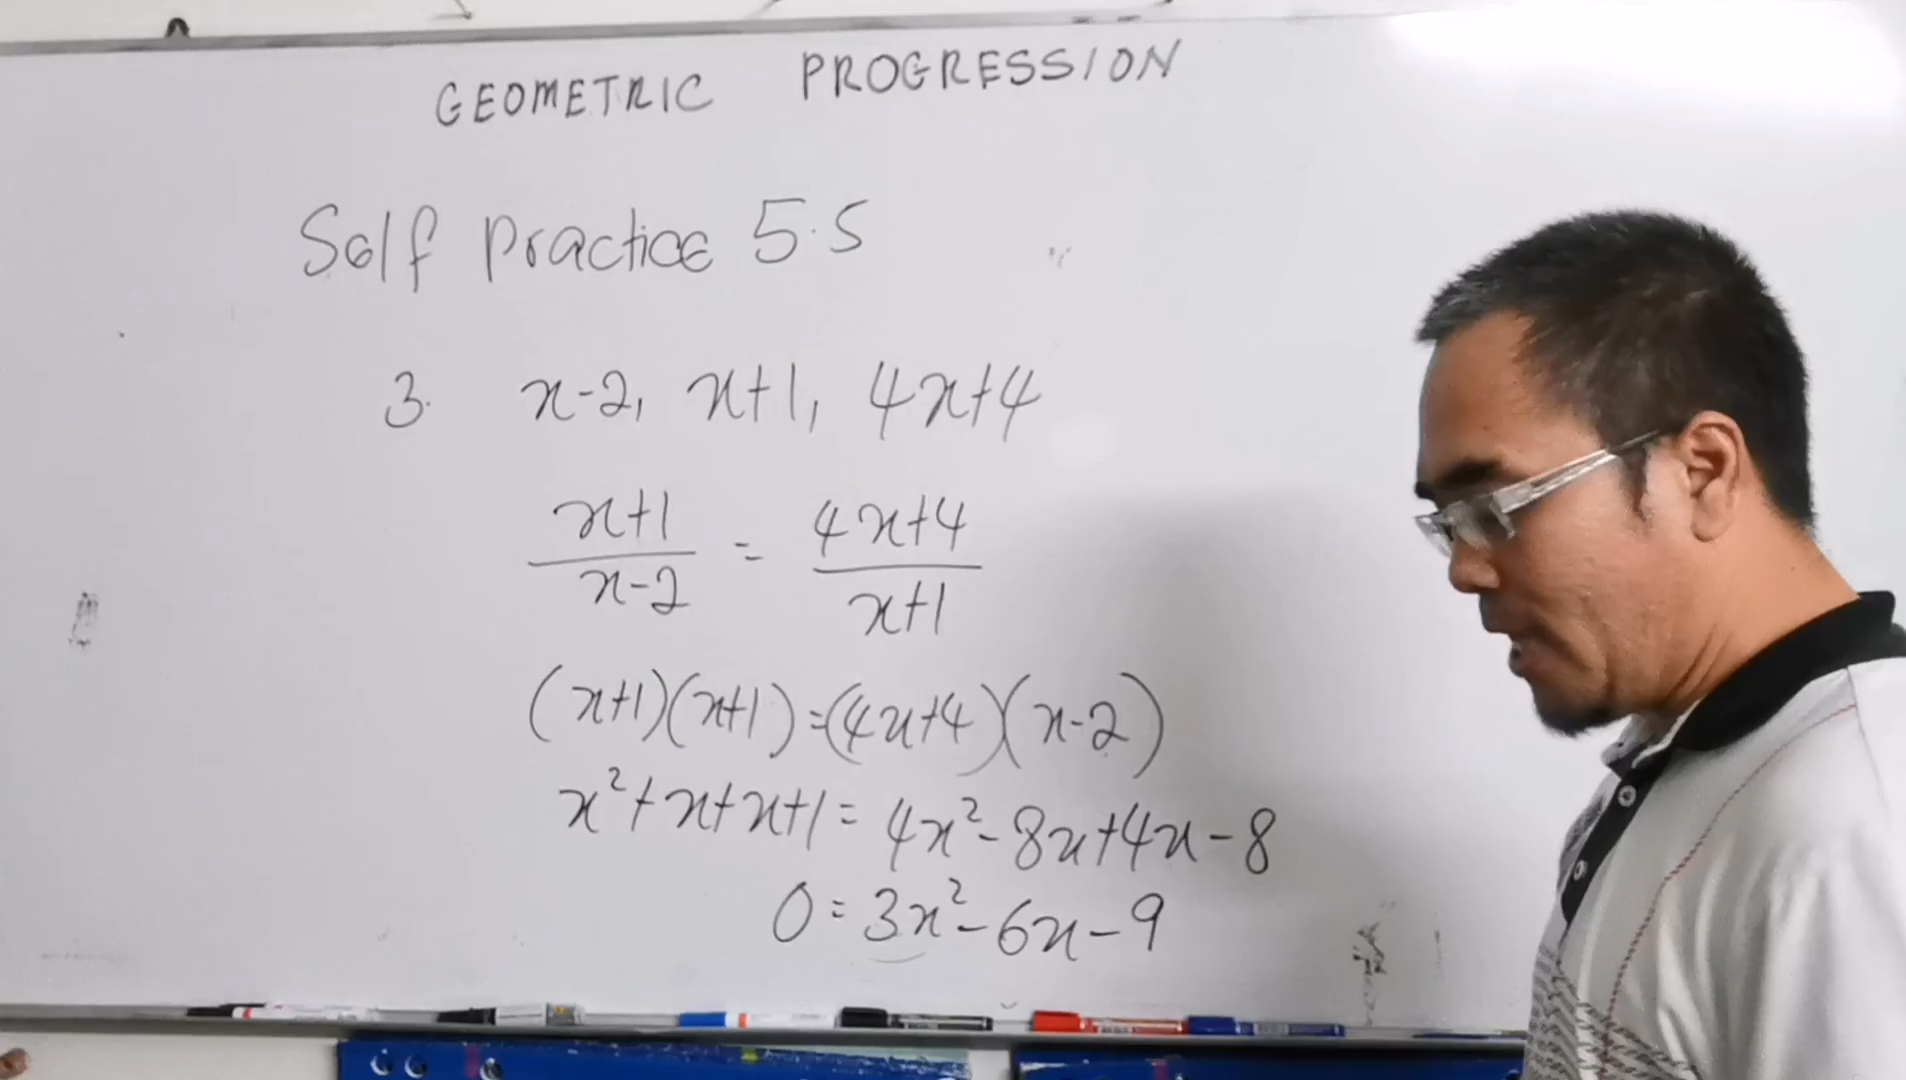 GEOMETRIC PROGRESSION
Self Practice 5.5
3. x-2, x+1, 4x+4
x+1/x-2 = 4x+4/x+1
(x+1)(x+1)=(4x+4)(x-2)
x²+x+x+1=4x²-8x+4x-8
0=3x²-6x-9